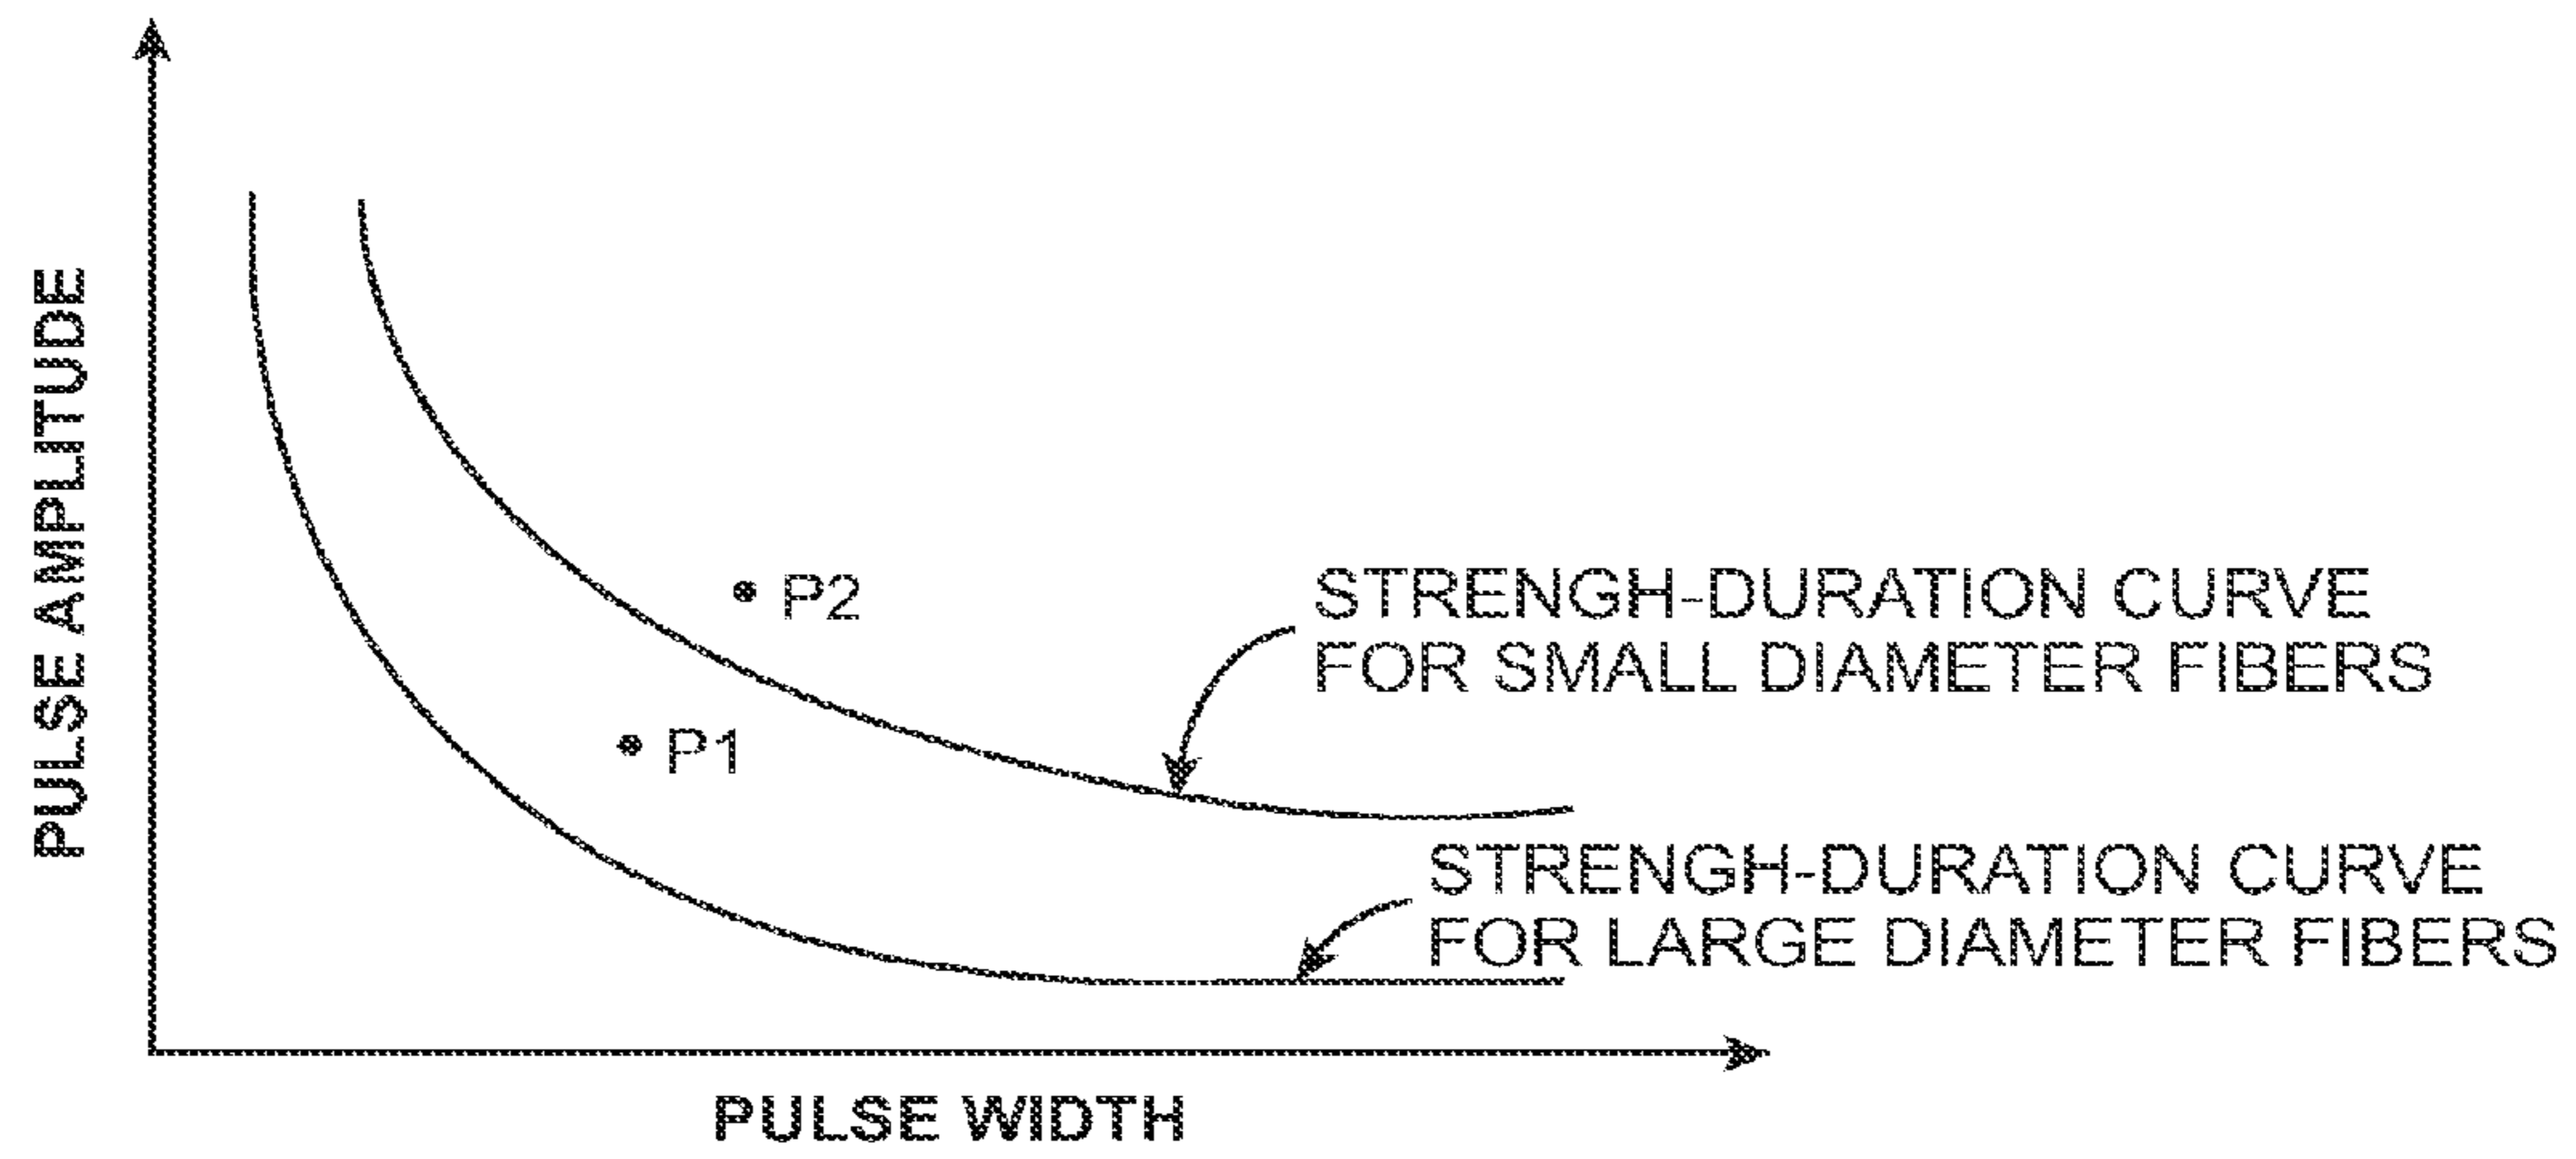 PULSE AMPLITUDE
P2
STRENGH-DURATION CURVE
FOR SMALL DIAMETER FIBERS
P1
STRENGH-DURATION CURVE
FOR LARGE DIAMETER FIBERS
PULSE WIDTH